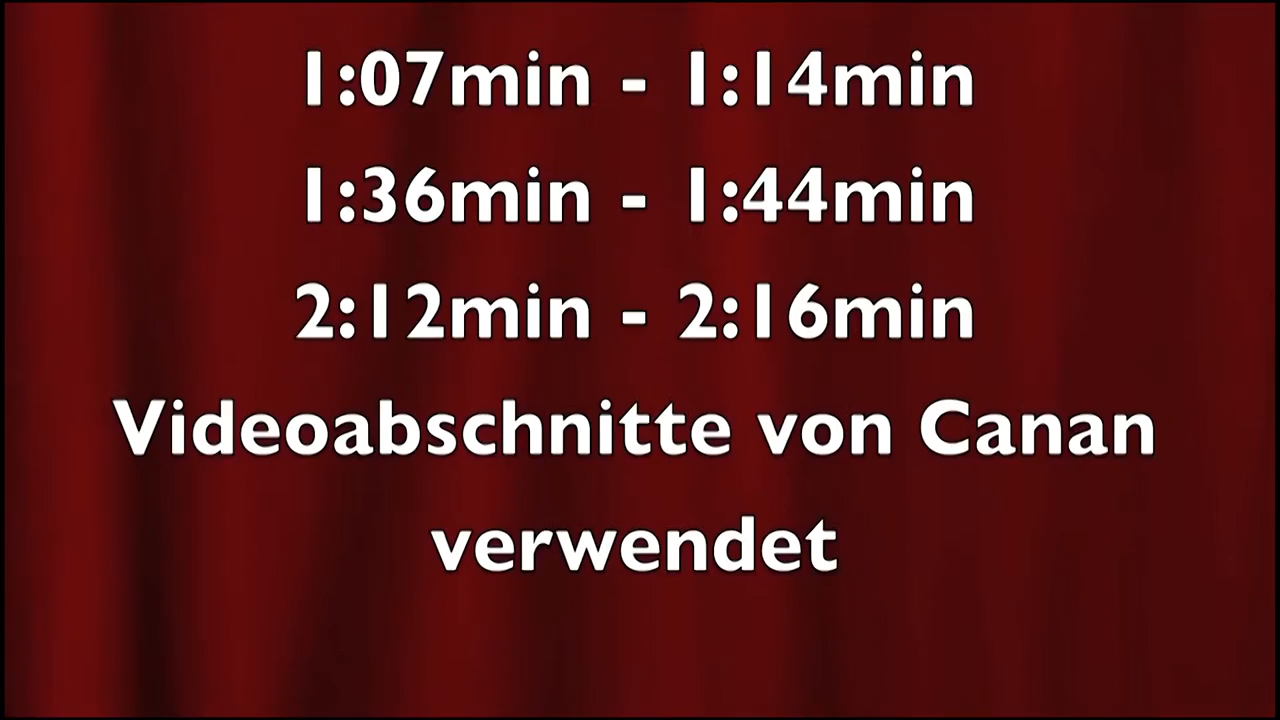 1:07min - 1:14min
1:36min - 1:44min
2:12min - 2:16min
Videoabschnitte von Canan
verwendet